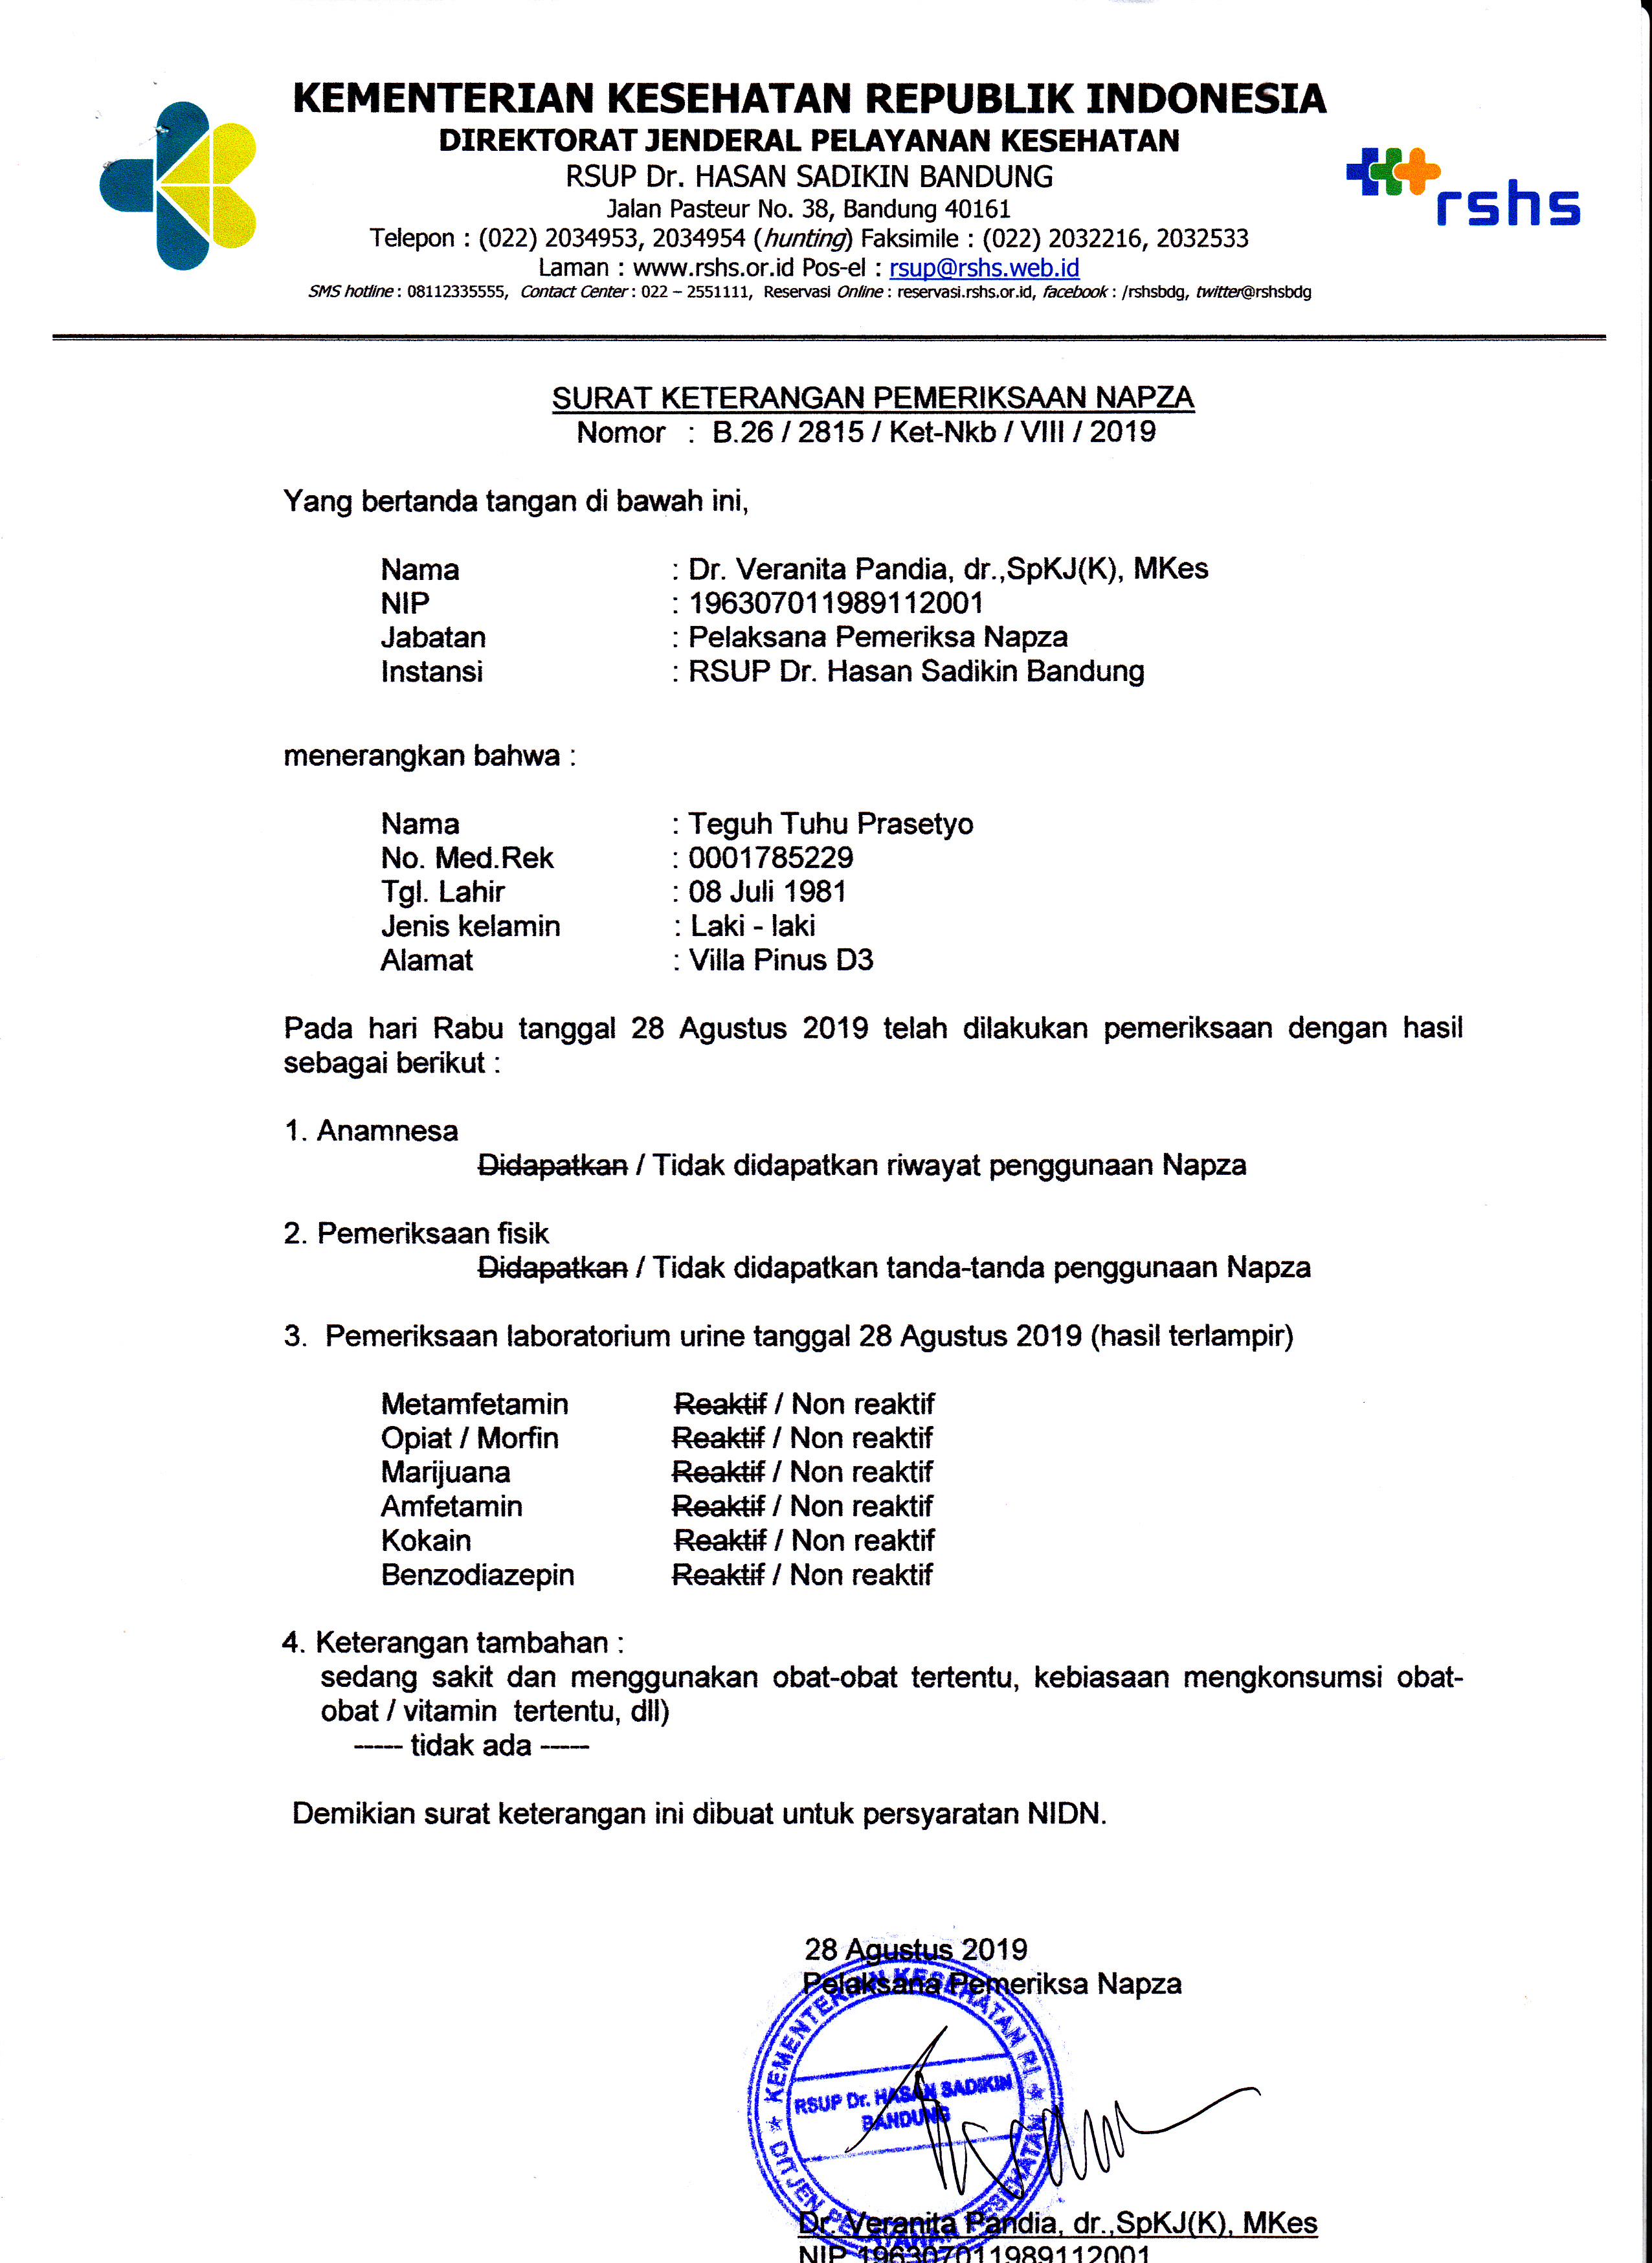 KEMENTERIAN KESEHATAN REPUBLIK INDONESIA
DIREKTORAT JENDERAL PELAYANAN KESEHATAN
RSUP Dr. HASAN SADIKIN BANDUNG
Jalan Pasteur No. 38, Bandung 40161
Telepon : (022) 2034953, 2034954 (hunting) Faksimile : (022) 2032216, 2032533
Laman : www.rshs.or.id Pos-el : rsup@rshs.web.id
SMS hotline : 08112335555, Contact Center : 022 – 2551111, Reservasi Online : reservasi.rshs.or.id, facebook : /rshsbdg, twitter@rshsbdg
rshs
SURAT KETERANGAN PEMERIKSAAN NAPZA
Nomor : B.26 / 2815 / Ket-Nkb / VIII / 2019
Yang bertanda tangan di bawah ini,
Nama : Dr. Veranita Pandia, dr.,SpKJ(K), MKes
NIP : 196307011989112001
Jabatan : Pelaksana Pemeriksa Napza
Instansi : RSUP Dr. Hasan Sadikin Bandung
menerangkan bahwa :
Nama : Teguh Tuhu Prasetyo
No. Med.Rek : 0001785229
Tgl. Lahir : 08 Juli 1981
Jenis kelamin : Laki - laki
Alamat : Villa Pinus D3
Pada hari Rabu tanggal 28 Agustus 2019 telah dilakukan pemeriksaan dengan hasil
sebagai berikut :
1. Anamnesa
Didapatkan / Tidak didapatkan riwayat penggunaan Napza
2. Pemeriksaan fisik
Didapatkan / Tidak didapatkan tanda-tanda penggunaan Napza
3. Pemeriksaan laboratorium urine tanggal 28 Agustus 2019 (hasil terlampir)
Metamfetamin Reaktif / Non reaktif
Opiat / Morfin Reaktif / Non reaktif
Marijuana Reaktif / Non reaktif
Amfetamin Reaktif / Non reaktif
Kokain Reaktif / Non reaktif
Benzodiazepin Reaktif / Non reaktif
4. Keterangan tambahan :
sedang sakit dan menggunakan obat-obat tertentu, kebiasaan mengkonsumsi obat-
obat / vitamin tertentu, dll)
----- tidak ada -----
Demikian surat keterangan ini dibuat untuk persyaratan NIDN.
28 Agustus 2019
Pelaksana Pemeriksa Napza
KEMENTERIAN KESEHATAN RI
RSUP Dr. HASAN SADIKIN
BANDUNG
DITJEN PELAYANAN KESEHATAN
Dr. Veranita Pandia, dr.,SpKJ(K), MKes
NIP 196307011989112001